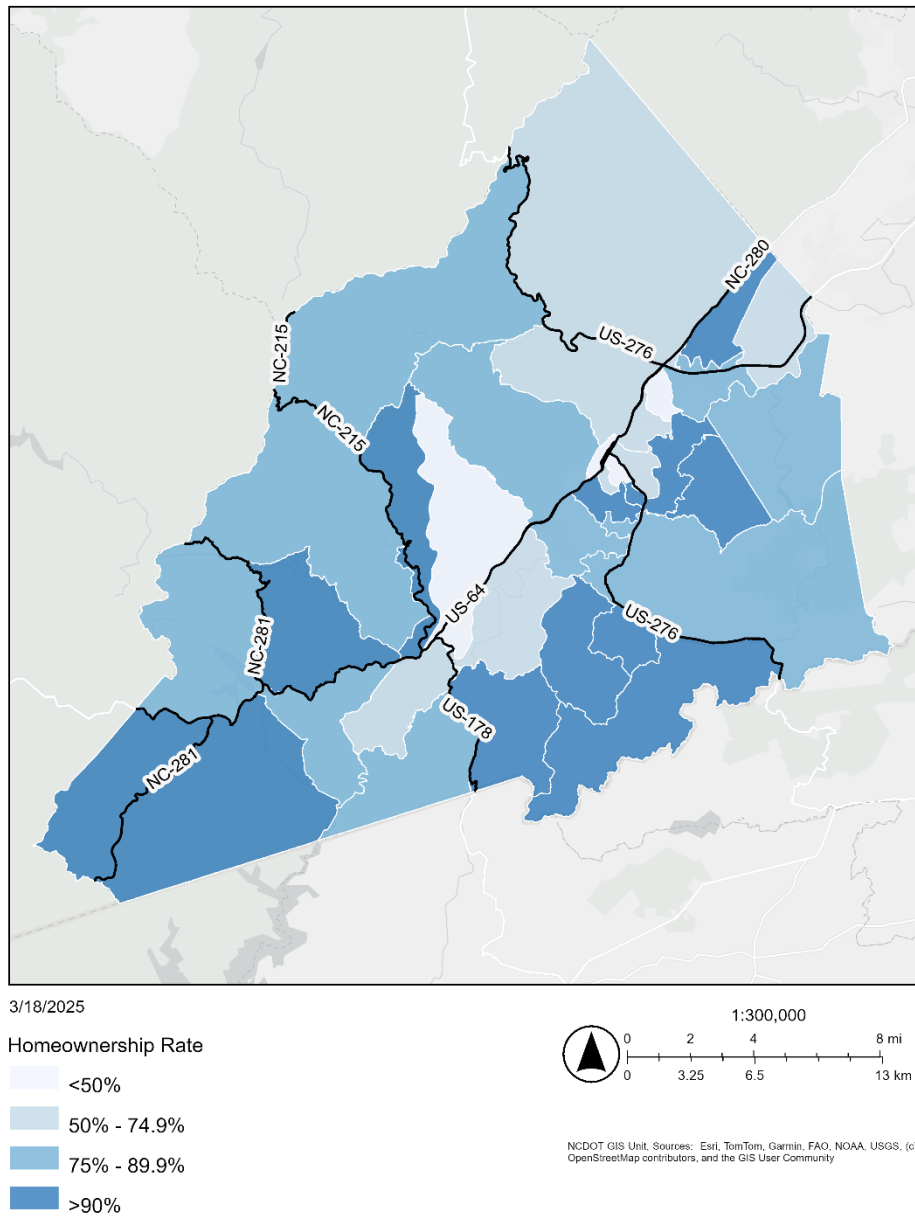 NC-280
US-276
NC-215
NC-215
US-64
US-276
NC-281
US-178
NC-281
3/18/2025
Homeownership Rate
<50%
50% - 74.9%
75% - 89.9%
>90%
1:300,000
0 2 4 8 mi
0 3.25 6.5 13 km
NCDOT GIS Unit, Sources: Esri, TomTom, Garmin, FAO, NOAA, USGS, (c)
OpenStreetMap contributors, and the GIS User Community